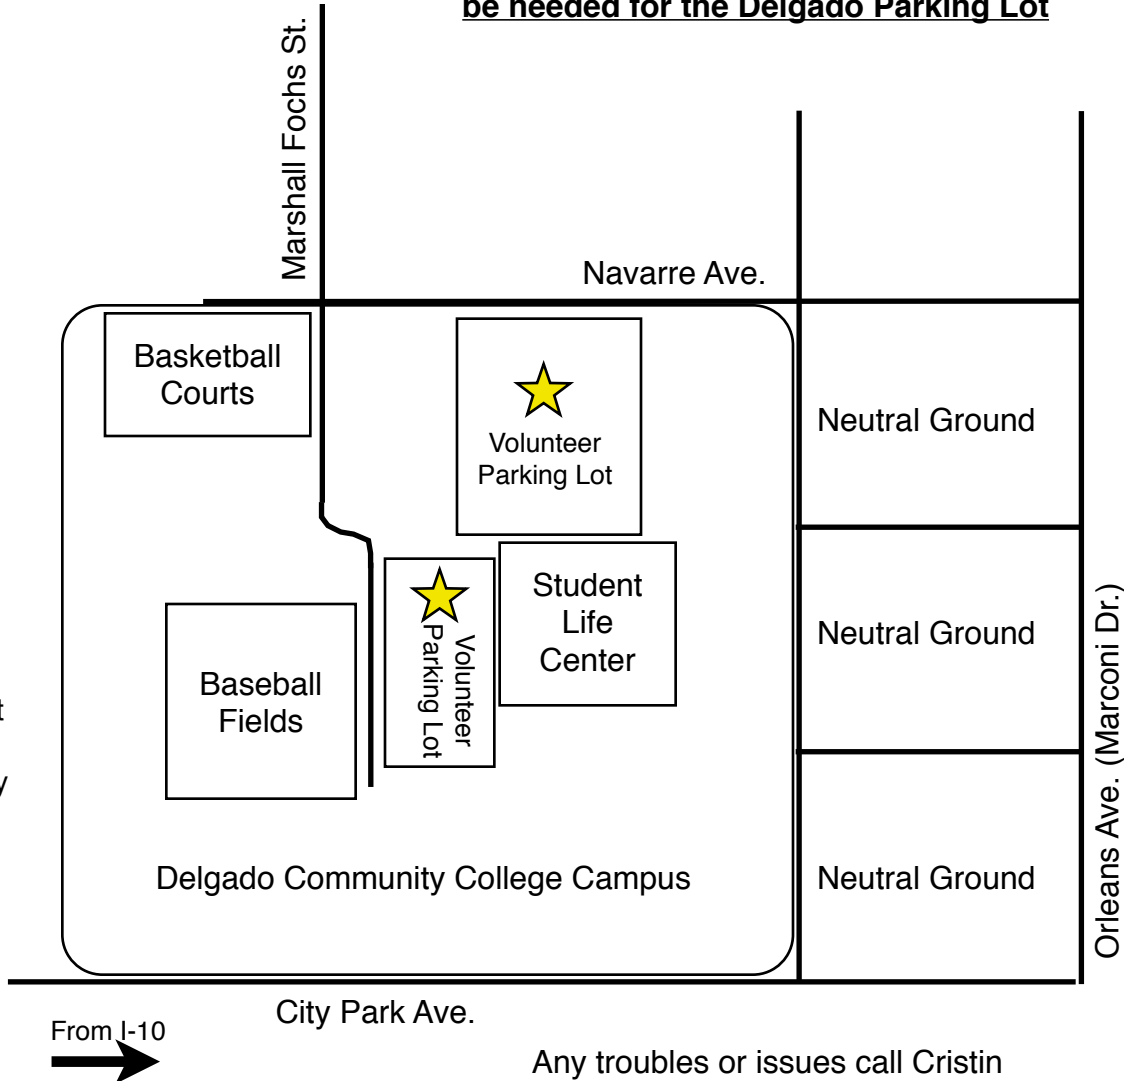 be needed for the Delgado Parking Lot
Marshall Fochs St.
Navarre Ave.
Basketball
Courts
Volunteer
Parking Lot
Neutral Ground
Student
Life
Center
Volunteer
Parking Lot
Neutral Ground
Baseball
Fields
t
y
Orleans Ave. (Marconi Dr.)
Delgado Community College Campus
Neutral Ground
City Park Ave.
From I-10
Any troubles or issues call Cristin